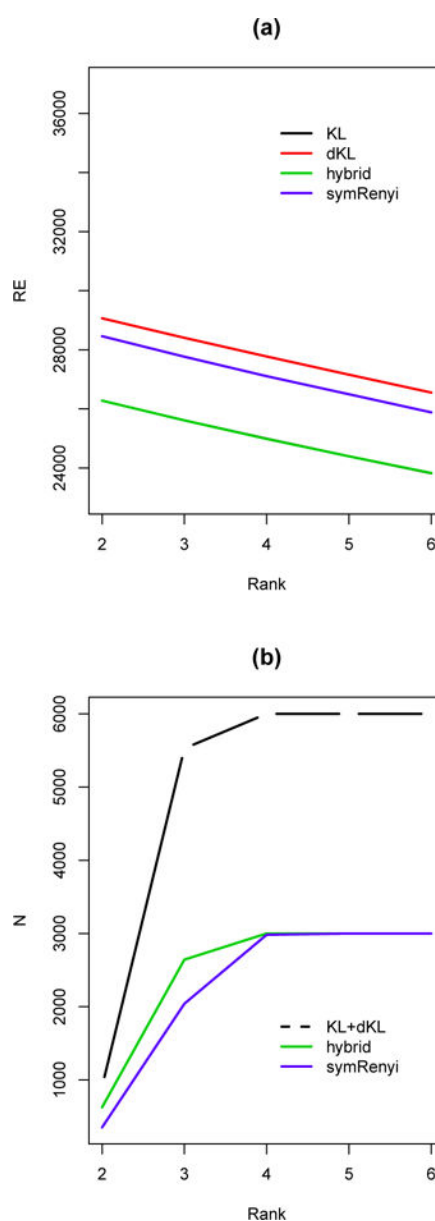 (a)
36000
32000
28000
24000
RE
KL
dKL
hybrid
symRenyi
2 3 4 5 6
Rank
(b)
6000
5000
4000
3000
2000
1000
N
KL+dKL
hybrid
symRenyi
2 3 4 5 6
Rank